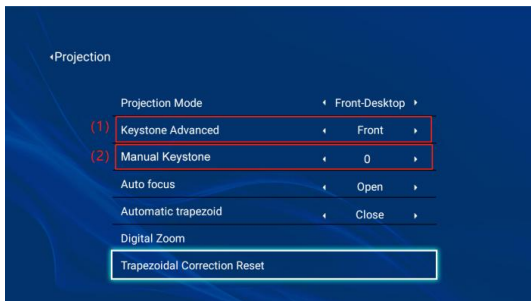 Projection
Projection Mode Front-Desktop
(1) Keystone Advanced Front
(2) Manual Keystone 0
Auto focus Open
Automatic trapezoid Close
Digital Zoom
Trapezoidal Correction Reset